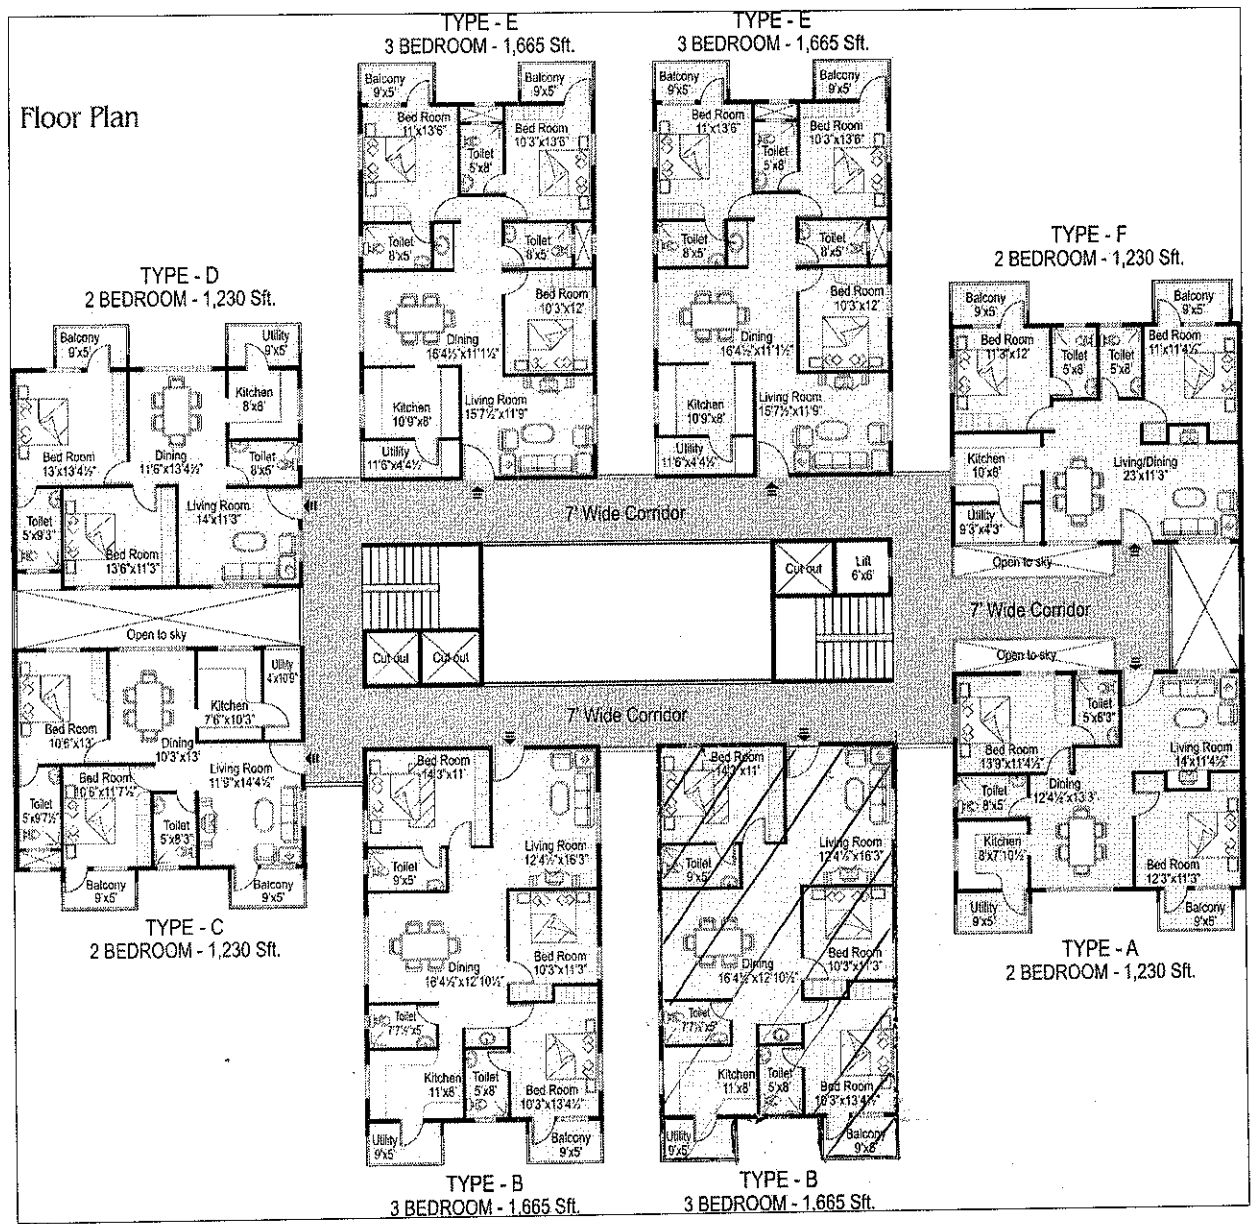 Floor Plan
TYPE - E
3 BEDROOM - 1,665 Sft.
Balcony
9'x5'
Balcony
9'x5'
Bed Room
11'x13'6"
Toilet
5'x8'
Bed Room
10'3"x13'6"
Toilet
8'x5'
Toilet
8'x5'
Bed Room
10'3"x12'
Dining
16'4½"x11'1½"
Kitchen
10'9"x8'
Living Room
15'7½"x11'9"
Utility
11'6"x4'4½"
TYPE - E
3 BEDROOM - 1,665 Sft.
Balcony
9'x5'
Balcony
9'x5'
Bed Room
11'x13'6"
Toilet
5'x8'
Bed Room
10'3"x13'6"
Toilet
8'x5'
Toilet
8'x5'
Bed Room
10'3"x12'
Dining
16'4½"x11'1½"
Kitchen
10'9"x8'
Living Room
15'7½"x11'9"
Utility
11'6"x4'4½"
TYPE - F
2 BEDROOM - 1,230 Sft.
Balcony
9'x5'
Balcony
9'x5'
Bed Room
11'3"x12'
Toilet
5'x8'
Toilet
5'x8'
Bed Room
11'x11'4½"
Kitchen
10'x6'
Living/Dining
23'x11'3"
Utility
9'3"x4'3"
Open to sky
TYPE - D
2 BEDROOM - 1,230 Sft.
Balcony
9'x5'
Utility
9'x5'
Kitchen
8'x8'
Bed Room
13'x13'4½"
Dining
11'6"x13'4½"
Toilet
8'x5'
Toilet
5'x9'3"
Bed Room
13'6"x11'3"
Living Room
14'x11'3"
Open to sky
7' Wide Corridor
Cut out
Lift
6'x6'
7' Wide Corridor
Cut out
Cut out
7' Wide Corridor
Open to sky
Bed Room
10'6"x13'
Dining
10'3"x13'
Kitchen
7'6"x10'3"
Utility
4'x10'9"
Bed Room
10'6"x11'7½"
Living Room
11'9"x14'4½"
Toilet
5'x9'7½"
Toilet
5'x8'3"
Balcony
9'x5'
Balcony
9'x5'
TYPE - C
2 BEDROOM - 1,230 Sft.
Bed Room
14'3"x11'
Living Room
12'4½"x16'3"
Toilet
9'x5'
Dining
16'4½"x12'10½"
Bed Room
10'3"x11'3"
Toilet
7'7½"x5'
Kitchen
11'x8'
Toilet
5'x8'
Bed Room
10'3"x13'4½"
Utility
9'x5'
Balcony
9'x5'
TYPE - B
3 BEDROOM - 1,665 Sft.
Bed Room
14'3"x11'
Living Room
12'4½"x16'3"
Toilet
9'x5'
Dining
16'4½"x12'10½"
Bed Room
10'3"x11'3"
Toilet
7'7½"x5'
Kitchen
11'x8'
Toilet
5'x8'
Bed Room
10'3"x13'4½"
Utility
9'x5'
Balcony
9'x5'
TYPE - B
3 BEDROOM - 1,665 Sft.
Toilet
5'x6'3"
Bed Room
13'9"x11'4½"
Living Room
14'x11'4½"
Toilet
8'x5'
Dining
12'4½"x13'3"
Kitchen
8'x7'10½"
Bed Room
12'3"x11'3"
Utility
9'x5'
Balcony
9'x5'
TYPE - A
2 BEDROOM - 1,230 Sft.